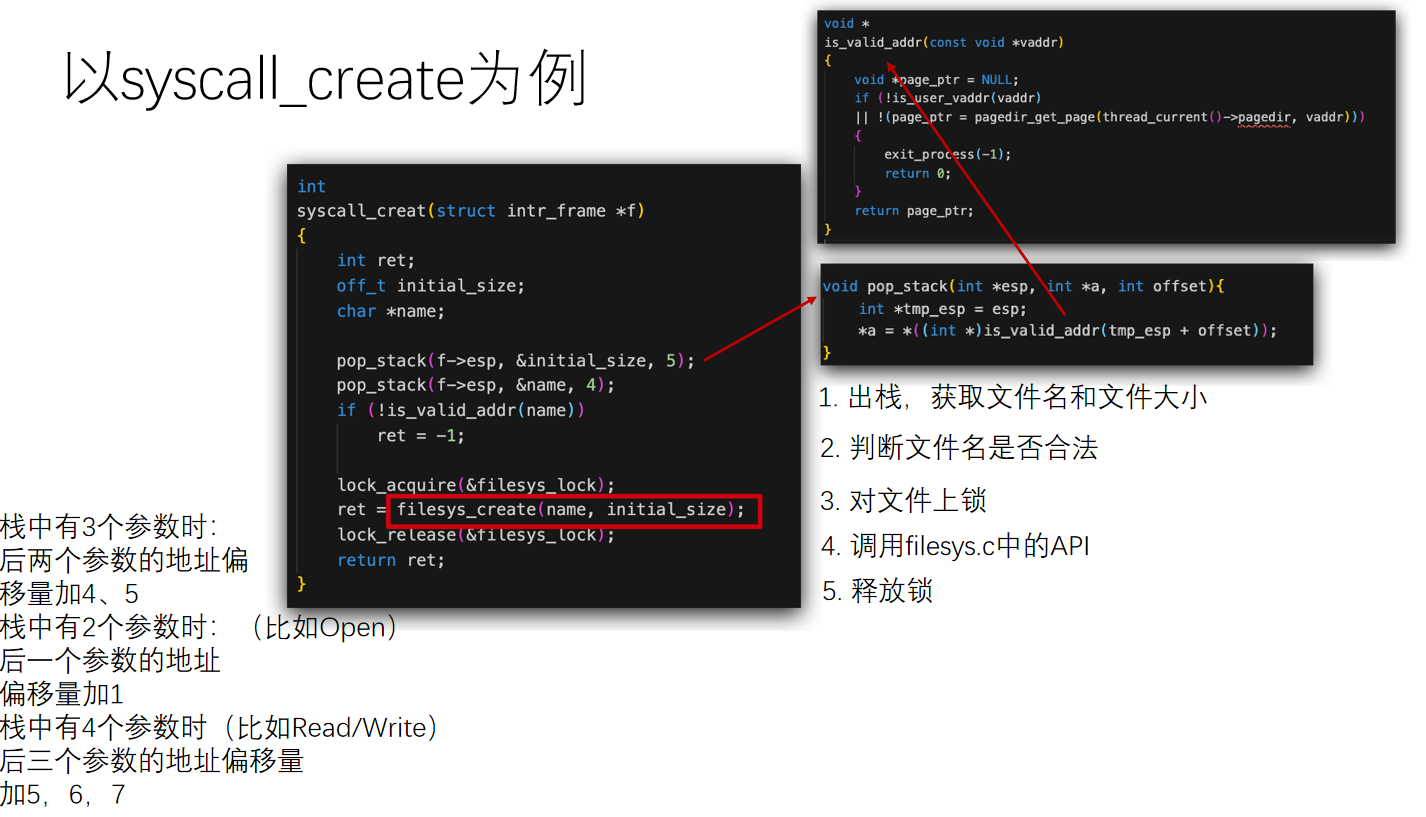 以syscall_create为例
void *
is_valid_addr(const void *vaddr)
{
void *page_ptr = NULL;
if (!is_user_vaddr(vaddr)
|| !(page_ptr = pagedir_get_page(thread_current()->pagedir, vaddr)))
{
exit_process(-1);
return 0;
}
return page_ptr;
}
int
syscall_creat(struct intr_frame *f)
{
int ret;
off_t initial_size;
char *name;
pop_stack(f->esp, &initial_size, 5);
pop_stack(f->esp, &name, 4);
if (!is_valid_addr(name))
ret = -1;
lock_acquire(&filesys_lock);
ret = filesys_create(name, initial_size);
lock_release(&filesys_lock);
return ret;
}
void pop_stack(int *esp, int *a, int offset){
int *tmp_esp = esp;
*a = *((int *)is_valid_addr(tmp_esp + offset));
}
1. 出栈，获取文件名和文件大小
2. 判断文件名是否合法
3. 对文件上锁
4. 调用filesys.c中的API
5. 释放锁
栈中有3个参数时：
后两个参数的地址偏
移量加4、5
栈中有2个参数时：（比如Open）
后一个参数的地址
偏移量加1
栈中有4个参数时（比如Read/Write）
后三个参数的地址偏移量
加5，6，7